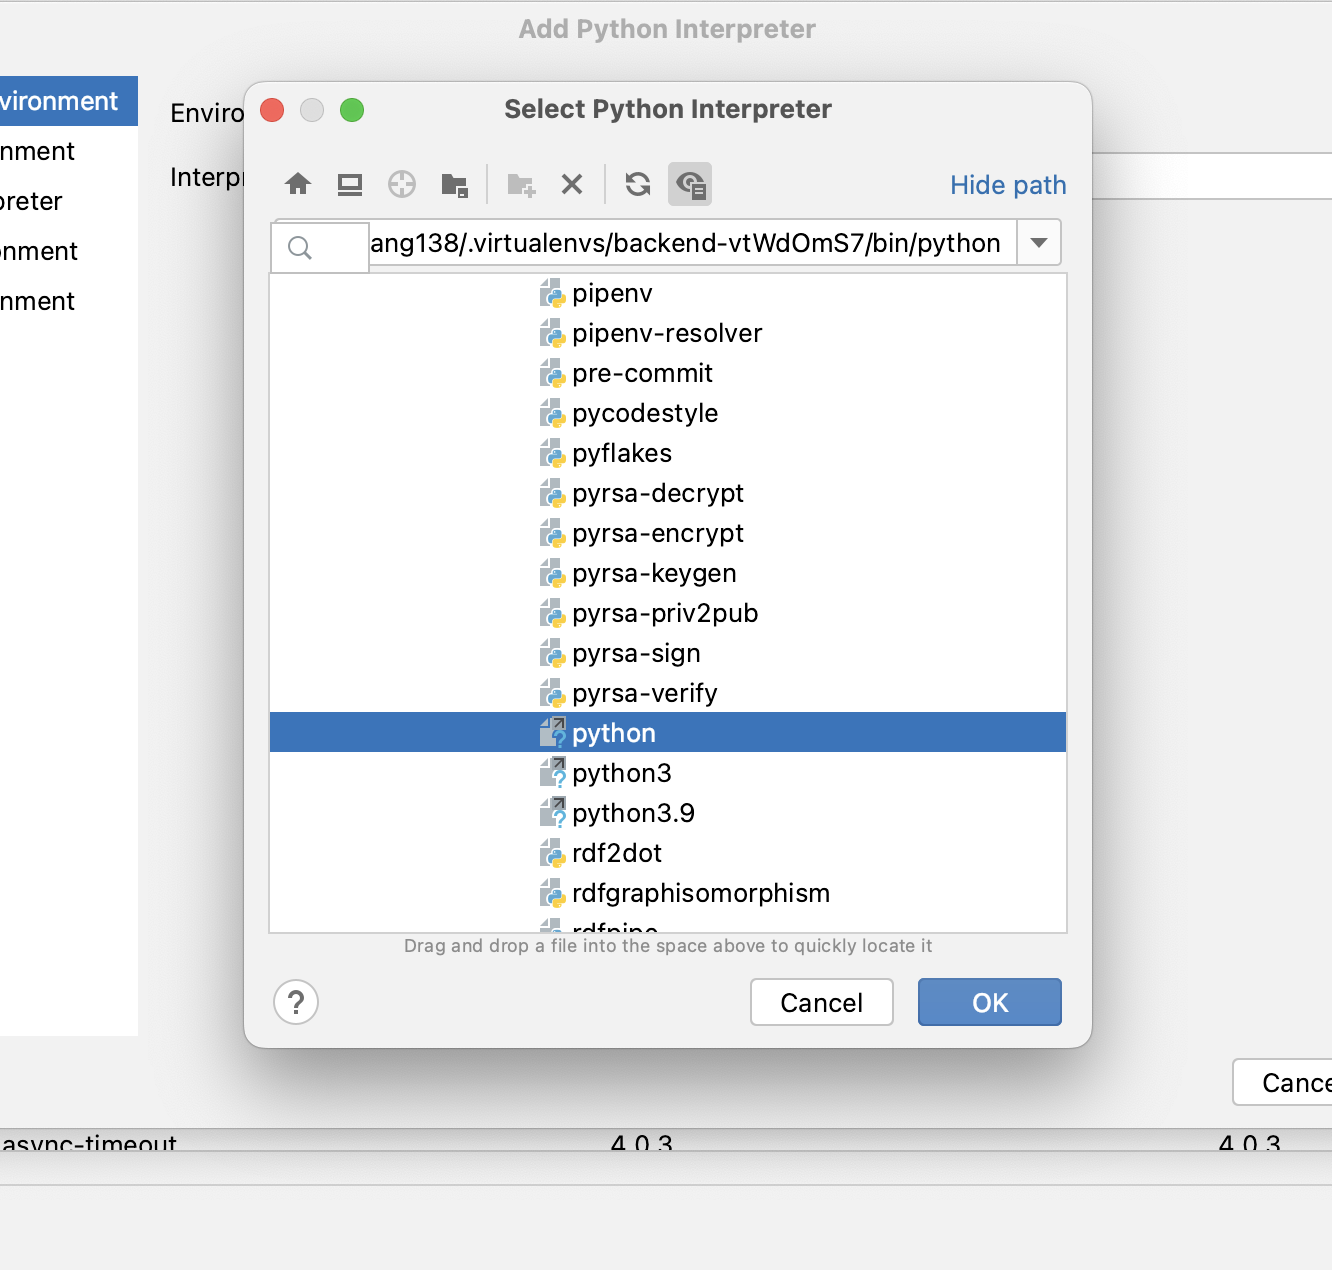 Add Python Interpreter
vironment
nment
preter
onment
nment
Enviro
Interpr
Select Python Interpreter
Hide path
ang138/.virtualenvs/backend-vtWdOmS7/bin/python
pipenv
pipenv-resolver
pre-commit
pycodestyle
pyflakes
pyrsa-decrypt
pyrsa-encrypt
pyrsa-keygen
pyrsa-priv2pub
pyrsa-sign
pyrsa-verify
python
python3
python3.9
rdf2dot
rdfgraphisomorphism
rdfpipe
Drag and drop a file into the space above to quickly locate it
?
Cancel
OK
Cance
async-timeout 4.0.3 4.0.3